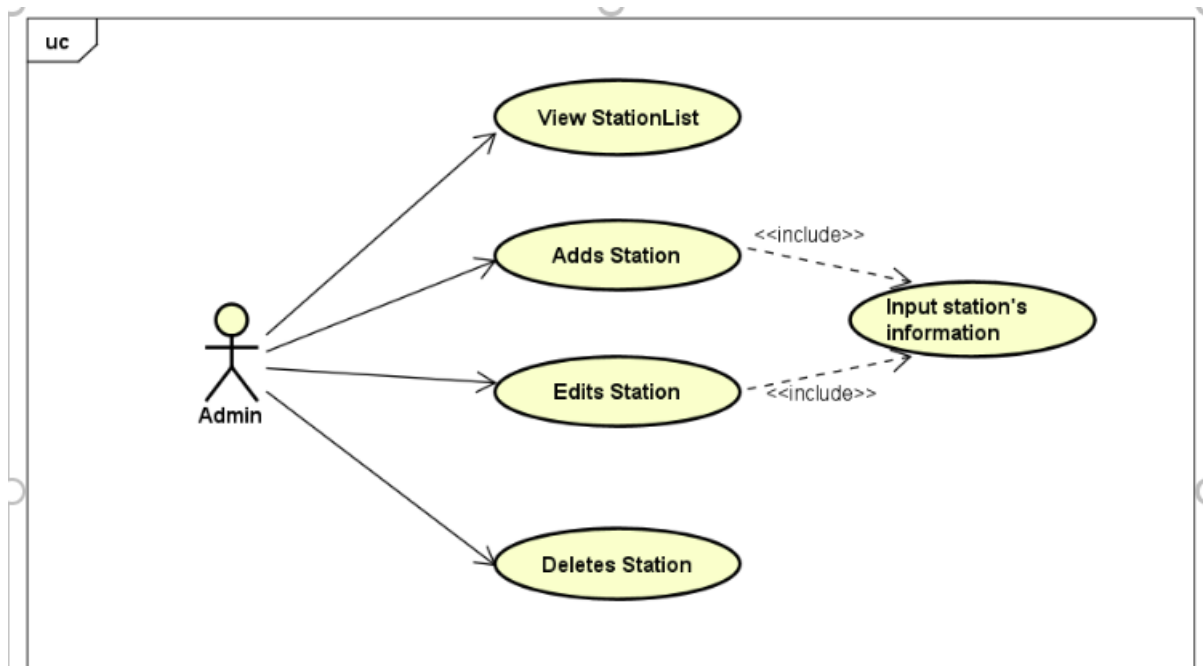 uc
View StationList
Adds Station
<<include>>
Input station's
information
Edits Station
<<include>>
Admin
Deletes Station